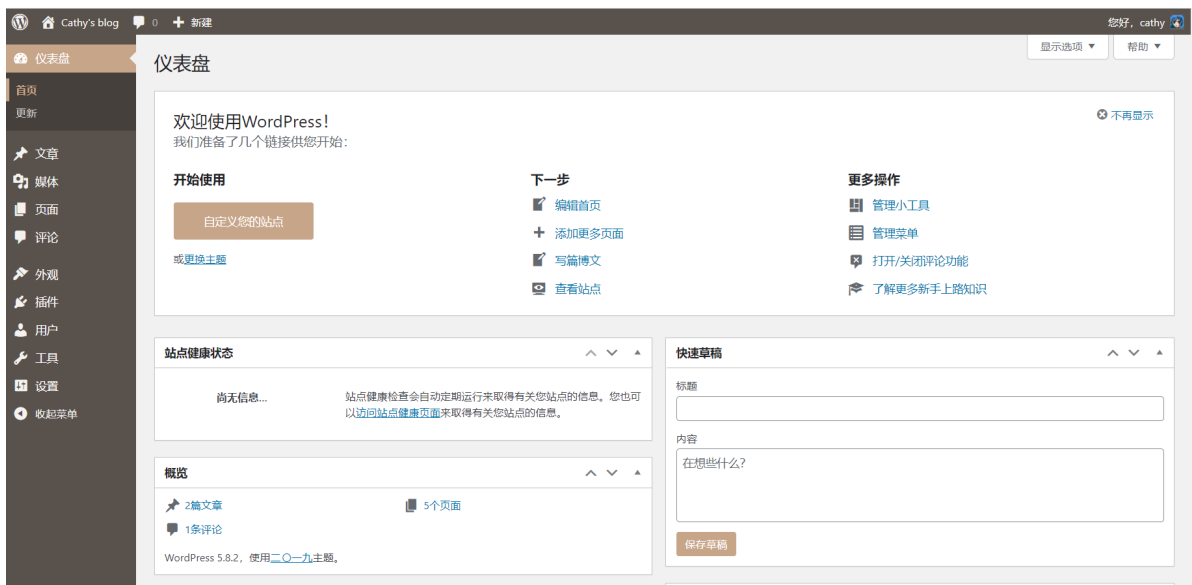 Cathy's blog 0 新建 您好，cathy
显示选项 帮助
仪表盘
首页
更新
文章
媒体
页面
评论
外观
插件
用户
工具
设置
收起菜单
仪表盘
欢迎使用WordPress！
不再显示
我们准备了几个链接供您开始：
开始使用
自定义您的站点
或更换主题
下一步
编辑首页
添加更多页面
写篇博文
查看站点
更多操作
管理小工具
管理菜单
打开/关闭评论功能
了解更多新手上路知识
站点健康状态
尚无信息...
站点健康检查会自动定期运行来取得有关您站点的信息。您也可
以访问站点健康页面来取得有关您站点的信息。
概览
2篇文章 5个页面
1条评论
WordPress 5.8.2，使用二〇一九主题。
快速草稿
标题
内容
在想些什么？
保存草稿